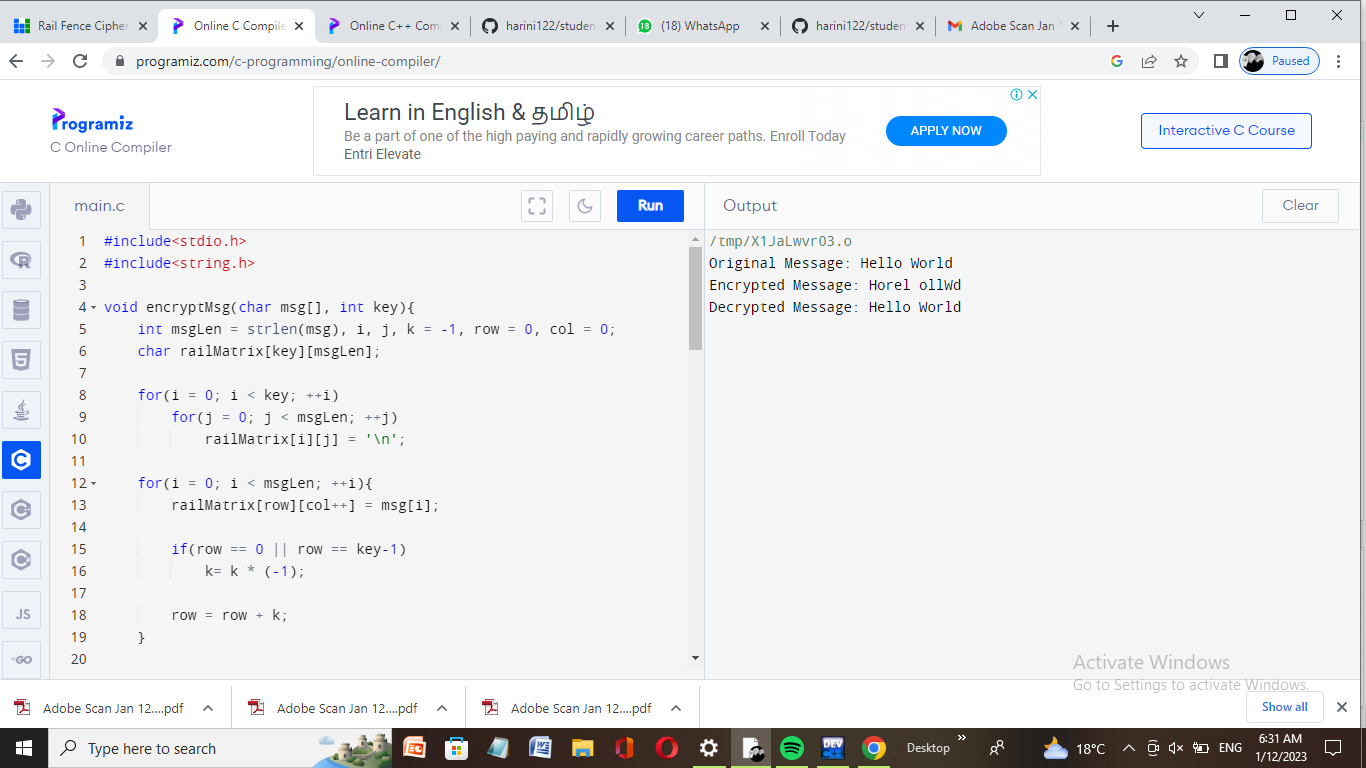 Rail Fence Cipher
Online C Compile
Online C++ Com
harini122/studen
(18) WhatsApp
harini122/studen
Adobe Scan Jan 1
programiz.com/c-programming/online-compiler/
Paused
Programiz
C Online Compiler
Learn in English & தமிழ்
Be a part of one of the high paying and rapidly growing career paths. Enroll Today
Entri Elevate
APPLY NOW
Interactive C Course
main.c
Run
Output
Clear
1 #include<stdio.h>
2 #include<string.h>
3
4 void encryptMsg(char msg[], int key){
5 int msgLen = strlen(msg), i, j, k = -1, row = 0, col = 0;
6 char railMatrix[key][msgLen];
7
8 for(i = 0; i < key; ++i)
9 for(j = 0; j < msgLen; ++j)
10 railMatrix[i][j] = '\n';
11
12 for(i = 0; i < msgLen; ++i){
13 railMatrix[row][col++] = msg[i];
14
15 if(row == 0 || row == key-1)
16 k= k * (-1);
17
18 row = row + k;
19 }
20
/tmp/X1JaLwvrO3.o
Original Message: Hello World
Encrypted Message: Horel ollWd
Decrypted Message: Hello World
JS
GO
Activate Windows
Go to Settings to activate Windows.
Adobe Scan Jan 12....pdf
Adobe Scan Jan 12....pdf
Adobe Scan Jan 12....pdf
Show all
Type here to search
DEV
Desktop
18°C
ENG
6:31 AM
1/12/2023